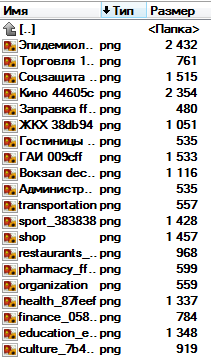 Имя Тип Размер
[..] <Папка>
Эпидемиол.. png 2 432
Торговля 1.. png 761
Соцзащита .. png 1 515
Кино 44605c png 2 354
Заправка ff.. png 480
ЖКХ 38db94 png 1 051
Гостиницы .. png 535
ГАИ 009cff png 1 533
Вокзал dec.. png 1 116
Администр.. png 535
transportation png 557
sport_383838 png 1 428
shop png 1 457
restaurants_.. png 968
pharmacy_ff.. png 599
organization png 559
health_87feef png 1 337
finance_058.. png 784
education_e.. png 1 348
culture_7b4.. png 919